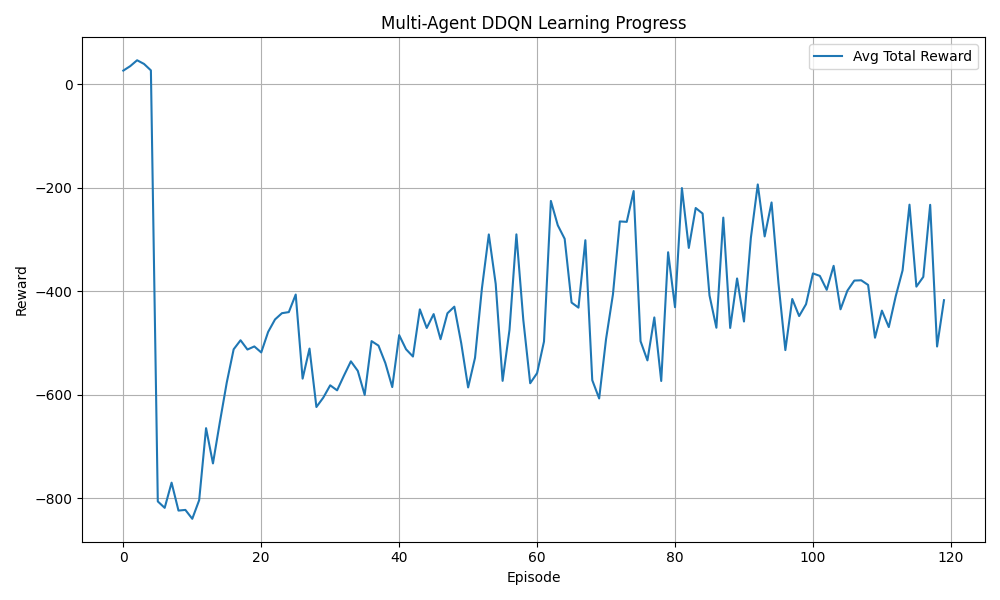 Multi-Agent DDQN Learning Progress
Avg Total Reward
Reward
0
−200
−400
−600
−800
0 20 40 60 80 100 120
Episode